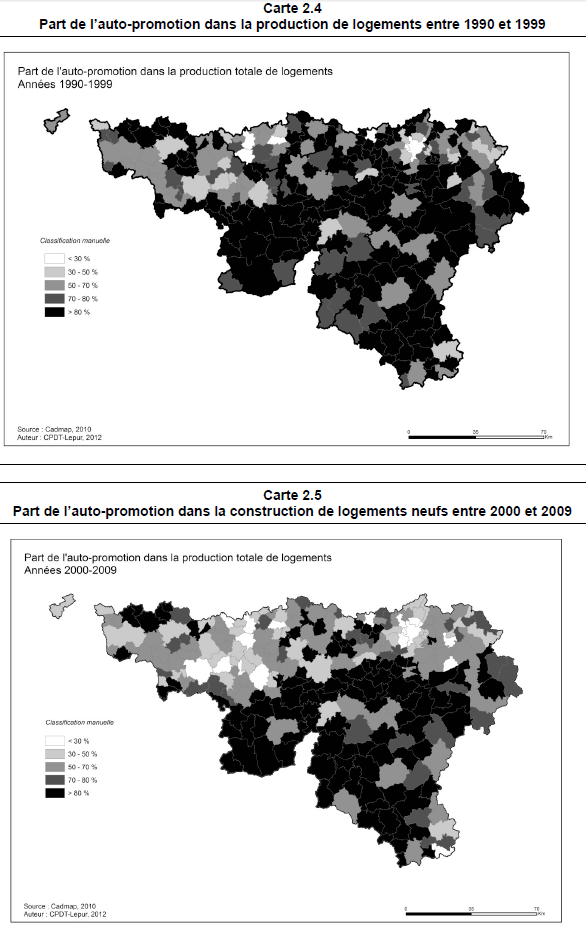 Carte 2.4
Part de l'auto-promotion dans la production de logements entre 1990 et 1999
Part de l'auto-promotion dans la production totale de logements
Années 1990-1999
Classification manuelle
< 30 %
30 - 50 %
50 - 70 %
70 - 80 %
> 80 %
Source : Cadmap, 2010
Auteur : CPDT-Lepur, 2012
0 35 70
Km
Carte 2.5
Part de l'auto-promotion dans la construction de logements neufs entre 2000 et 2009
Part de l'auto-promotion dans la production totale de logements
Années 2000-2009
Classification manuelle
< 30 %
30 - 50 %
50 - 70 %
70 - 80 %
> 80 %
Source : Cadmap, 2010
Auteur : CPDT-Lepur, 2012
0 35 70
Km